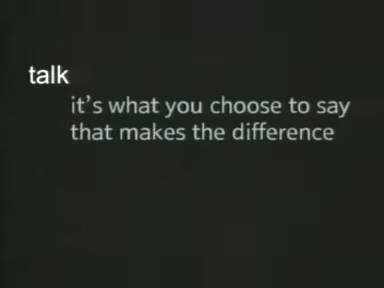 talk
it's what you choose to say
that makes the difference